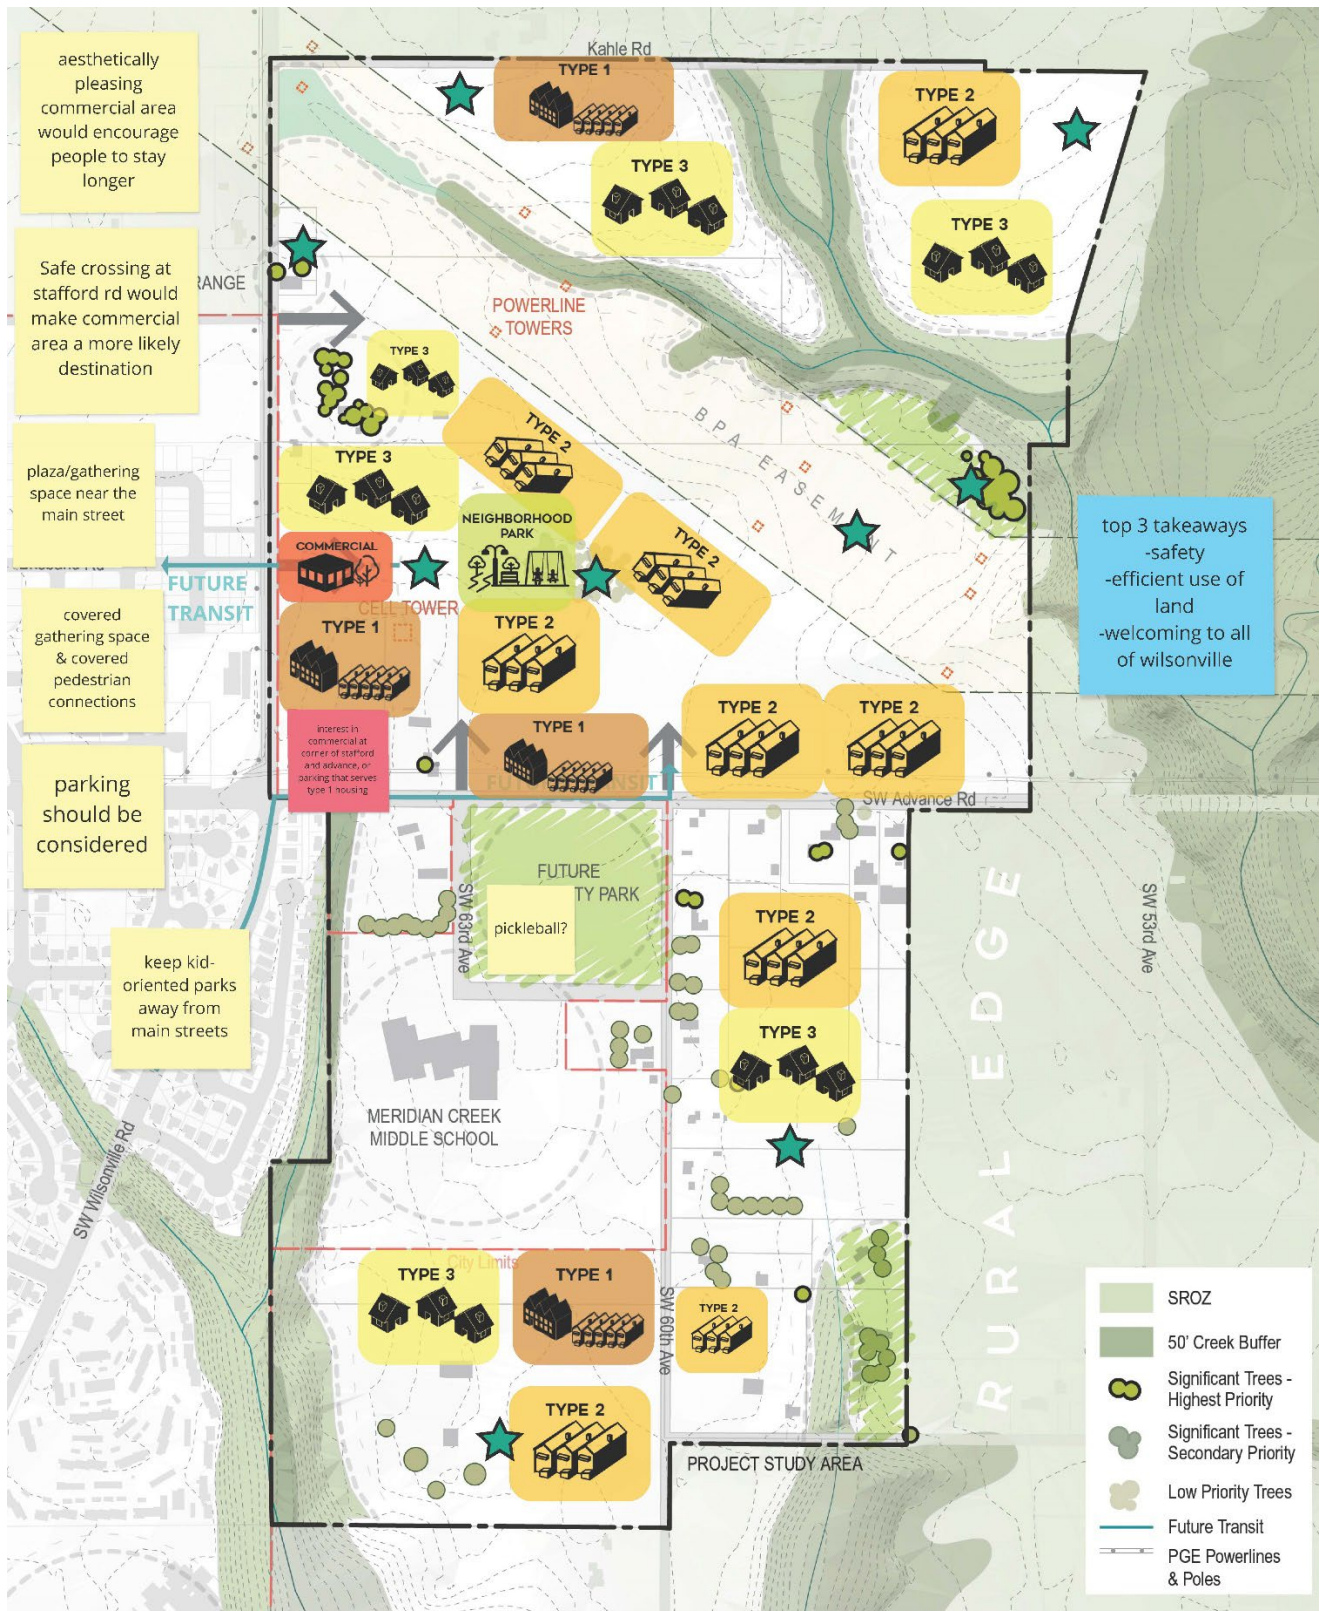 aesthetically
pleasing
commercial area
would encourage
people to stay
longer
Safe crossing at
stafford rd would
make commercial
area a more likely
destination
plaza/gathering
space near the
main street
covered
gathering space
& covered
pedestrian
connections
parking
should be
considered
keep kid-
oriented parks
away from
main streets
Kahle Rd
TYPE 1
TYPE 2
TYPE 3
TYPE 3
RANGE
POWERLINE
TOWERS
TYPE 3
TYPE 2
BPA EASEMENT
TYPE 3
NEIGHBORHOOD
PARK
TYPE 2
COMMERCIAL
FUTURE
TRANSIT
CELL TOWER
TYPE 1
TYPE 2
top 3 takeaways
-safety
-efficient use of
land
-welcoming to all
of wilsonville
interest in
commercial at
corner of stafford
and advance, or
parking that serves
type 1 housing
TYPE 1
TYPE 2
TYPE 2
FUTURE
SW Advance Rd
SW 63rd Ave
FUTURE
TY PARK
pickleball?
TYPE 2
TYPE 3
RURAL EDGE
SW 53rd Ave
MERIDIAN CREEK
MIDDLE SCHOOL
SW Wilsonville Rd
City Limits
TYPE 3
TYPE 1
SW 60th Ave
TYPE 2
TYPE 2
PROJECT STUDY AREA
SROZ
50' Creek Buffer
Significant Trees -
Highest Priority
Significant Trees -
Secondary Priority
Low Priority Trees
Future Transit
PGE Powerlines
& Poles